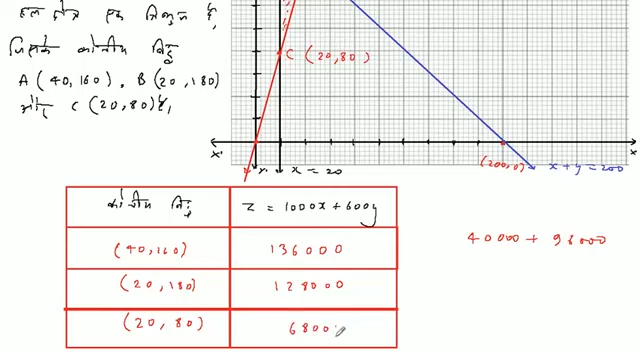 हल क्षेत्र एक त्रिभुज है,
जिसके कोनीय बिंदु
A (40,160), B (20, 180)
और C (20,80) है,
C (20,80)
x'
x
y' x = 20
(200,0)
x + y = 200
कोनीय बिंदु
z = 1000x + 600y
(40,160)
136000
(20,180)
128000
(20, 80)
6800
40000 + 96000